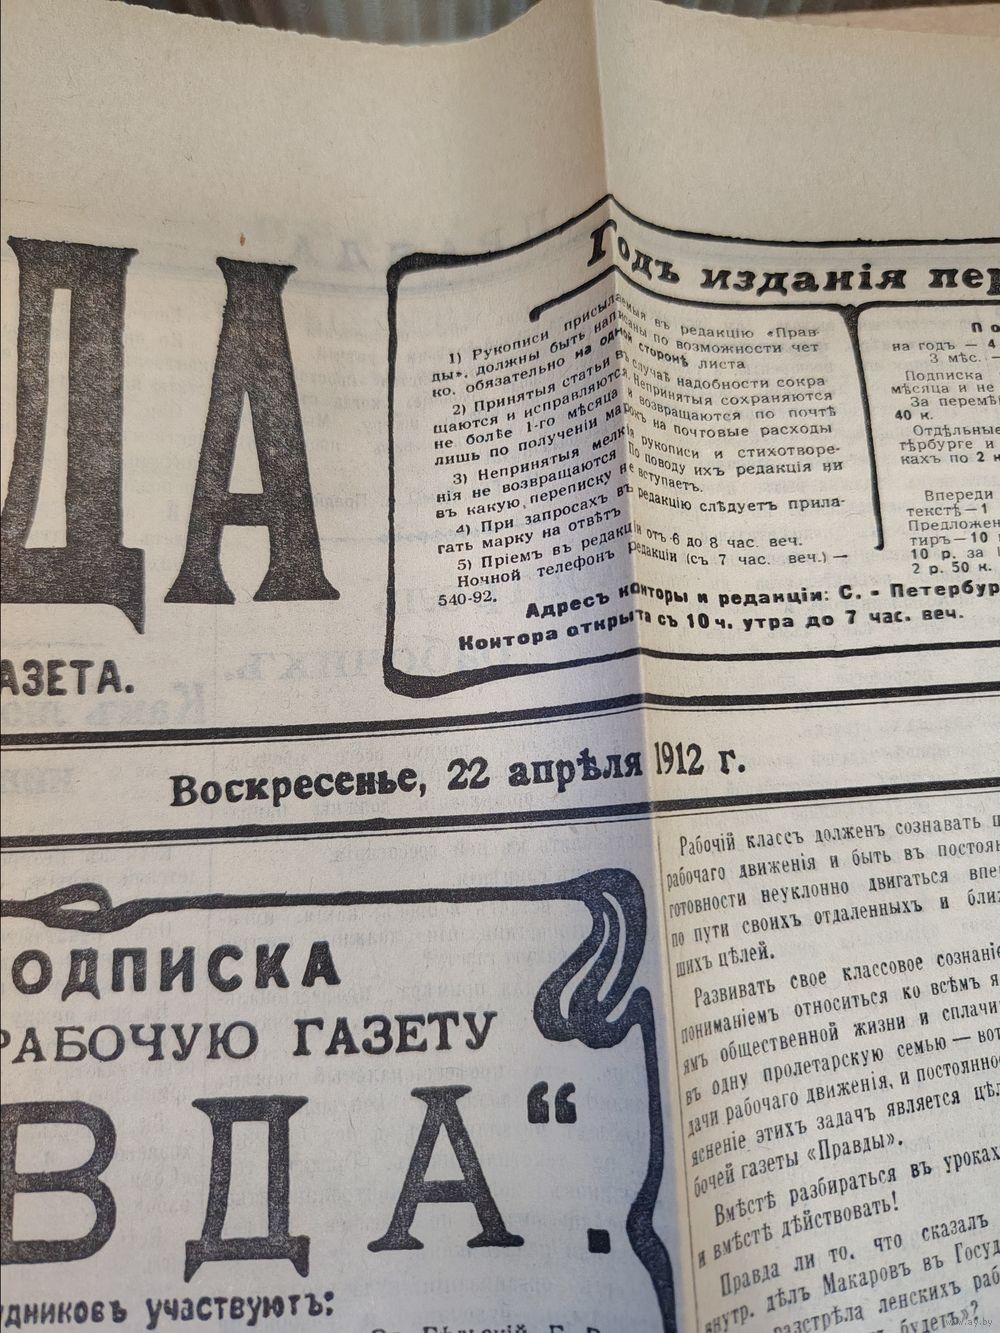 ДА
АЗЕТА.
Годъ изданія пер
1) Рукописи присылаемыя въ редакцію «Прав-
ды», должны быть написаны по возможности чет
ко, обязательно на одной сторонѣ листа
2) Принятыя статьи въ случаѣ надобности сокра
щаются и исправляются. Непринятыя сохраняются
не болѣе 1-го мѣсяца и возвращаются по почтѣ
лишь по полученіи марокъ на почтовые расходы
3) Непринятыя мелкія рукописи и стихотворе-
нія не возвращаются По поводу ихъ редакція ни
въ какую, переписку не вступаетъ.
4) При запросахъ въ редакцію слѣдуетъ прила-
гать марку на отвѣтъ
5) Пріемъ въ редакціи отъ 6 до 8 час. веч.
Ночной телефонъ редакціи (съ 7 час. веч.) —
540-92.
Адресъ конторы и редакціи: С. - Петербур
Контора открыта съ 10 ч. утра до 7 час. веч.
По
на годъ — 4
3 мѣс. —
Подписка
мѣсяца и не
За перемѣ
40 к.
Отдѣльные
тѣрбурге и
кахъ по 2 к
Впереди
текстѣ — 1
Предложен
тиръ — 10
10 р. за
2 р. 50 к.
Воскресенье, 22 апрѣля 1912 г.
ОДПИСКА
РАБОЧУЮ ГАЗЕТУ
ВДА“.
удниковъ участвуютъ:
Рабочій классъ долженъ сознавать
рабочаго движенія и быть въ постоян
готовности неуклонно двигаться впе
по пути своихъ отдаленныхъ и бли
шихъ цѣлей.
Развивать свое классовое сознаніе
пониманіемъ относиться ко всѣмъ я
ямъ общественной жизни и сплачи
въ одну пролетарскую семью — вот
дачи рабочаго движенія, и постоянно
ясненіе этихъ задачъ является цѣл
бочей газеты «Правды».
Вмѣстѣ разбираться въ урокахъ
и вмѣстѣ дѣйствовать!
Правда ли то, что сказалъ
внутр. дѣлъ Макаровъ въ Госуд
разстрѣла ленскихъ раб
будетъ»?
www.ay.by